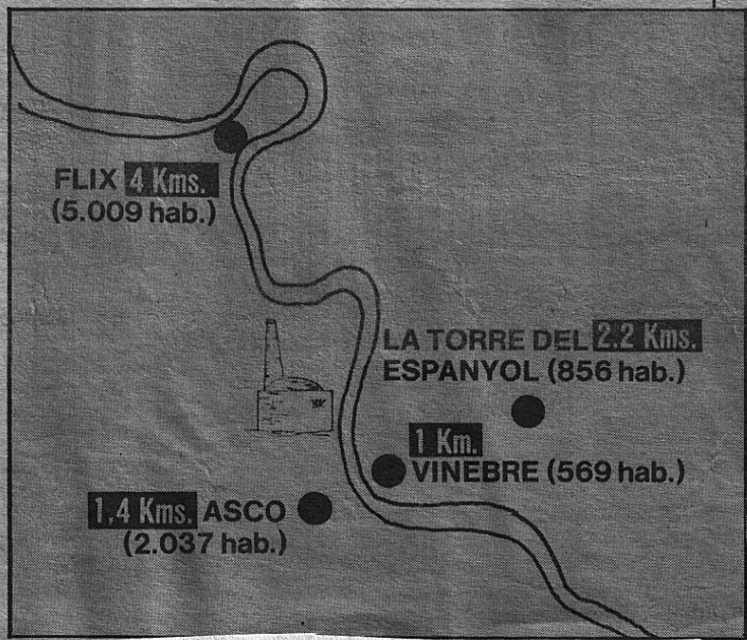 FLIX 4 Kms.
(5.009 hab.)
LA TORRE DEL 2,2 Kms.
ESPANYOL (856 hab.)
1 Km.
VINEBRE (569 hab.)
1,4 Kms. ASCO
(2.037 hab.)